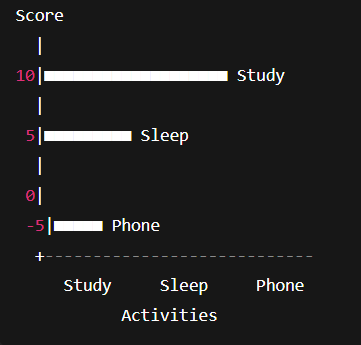 Score
|
10|■■■■■■■■■■■■■■■■■■■ Study
|
5|■■■■■■■■■ Sleep
|
0|
-5|■■■■■ Phone
+----------------------------
Study Sleep Phone
Activities